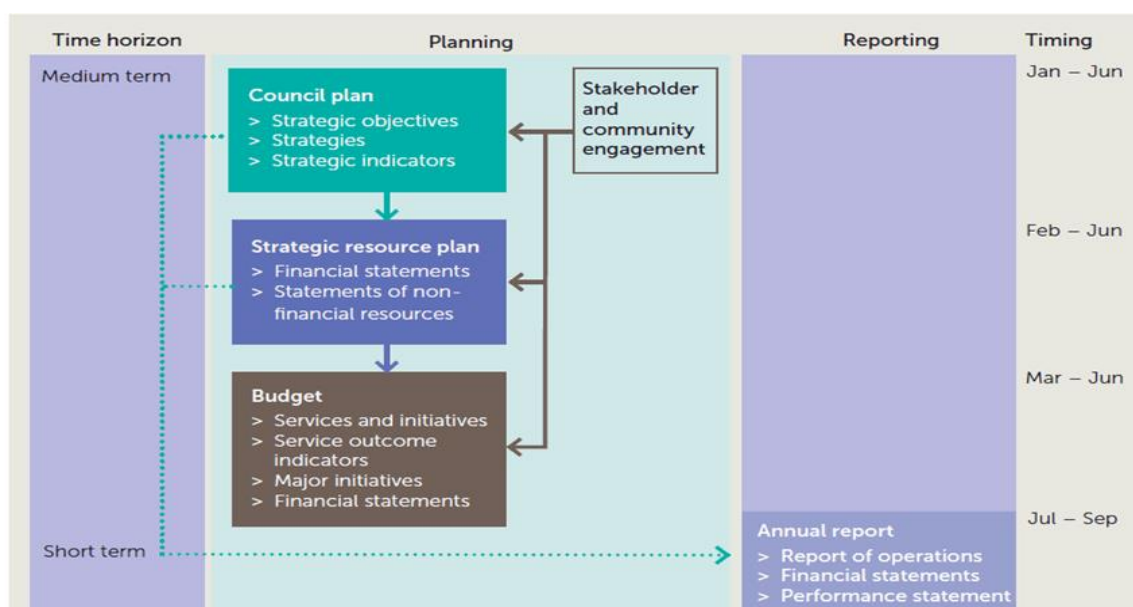 Time horizon
Planning
Reporting
Timing
Medium term
Jan – Jun
Council plan
> Strategic objectives
> Strategies
> Strategic indicators
Stakeholder
and
community
engagement
Strategic resource plan
> Financial statements
> Statements of non-
financial resources
Feb – Jun
Budget
> Services and initiatives
> Service outcome
indicators
> Major initiatives
> Financial statements
Mar – Jun
Short term
Annual report
> Report of operations
> Financial statements
> Performance statement
Jul – Sep